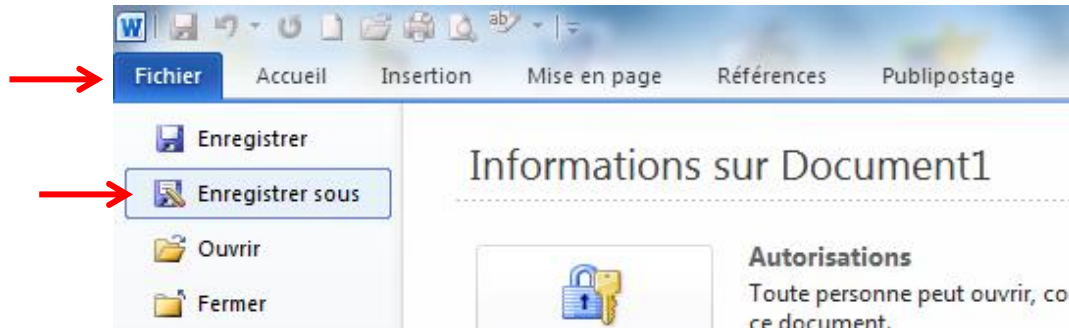 W
Fichier Accueil Insertion Mise en page Références Publipostage
Enregistrer
Informations sur Document1
Enregistrer sous
Ouvrir
Autorisations
Fermer
Toute personne peut ouvrir, co
ce document.